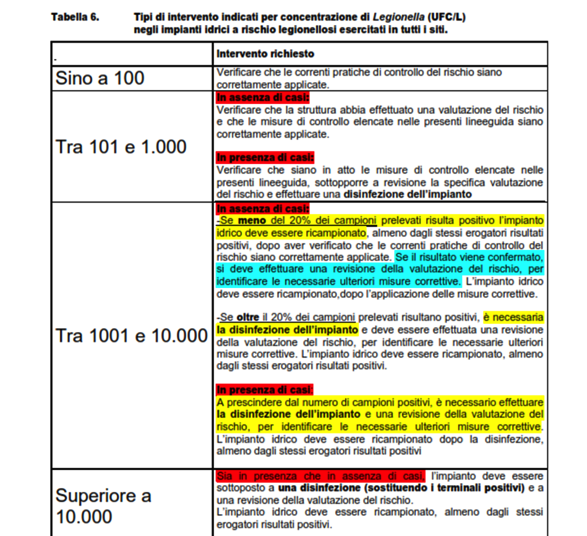 Tabella 6. Tipi di intervento indicati per concentrazione di Legionella (UFC/L)
negli impianti idrici a rischio legionellosi esercitati in tutti i siti.
. Intervento richiesto
Sino a 100
Verificare che le correnti pratiche di controllo del rischio siano
correttamente applicate.
Tra 101 e 1.000
In assenza di casi:
Verificare che la struttura abbia effettuato una valutazione del rischio
e che le misure di controllo elencate nelle presenti lineeguida siano
correttamente applicate.
In presenza di casi:
Verificare che siano in atto le misure di controllo elencate nelle
presenti lineeguida, sottopporre a revisione la specifica valutazione
del rischio e effettuare una disinfezione dell'impianto
Tra 1001 e 10.000
In assenza di casi:
-Se meno del 20% dei campioni prelevati risulta positivo l'impianto
idrico deve essere ricampionato, almeno dagli stessi erogatori risultati
positivi, dopo aver verificato che le correnti pratiche di controllo del
rischio siano correttamente applicate. Se il risultato viene confermato,
si deve effettuare una revisione della valutazione del rischio, per
identificare le necessarie ulteriori misure correttive. L'impianto idrico
deve essere ricampionato,dopo l'applicazione delle misure correttive.
-Se oltre il 20% dei campioni prelevati risultano positivi, è necessaria
la disinfezione dell'impianto e deve essere effettuata una revisione
della valutazione del rischio, per identificare le necessarie ulteriori
misure correttive. L'impianto idrico deve essere ricampionato, almeno
dagli stessi erogatori risultati positivi.
In presenza di casi:
A prescindere dal numero di campioni positivi, è necessario effettuare
la disinfezione dell'impianto e una revisione della valutazione del
rischio, per identificare le necessarie ulteriori misure correttive.
L'impianto idrico deve essere ricampionato dopo la disinfezione,
almeno dagli stessi erogatori risultati positivi
Superiore a
10.000
Sia in presenza che in assenza di casi, l'impianto deve essere
sottoposto a una disinfezione (sostituendo i terminali positivi) e a
una revisione della valutazione del rischio.
L'impianto idrico deve essere ricampionato, almeno dagli stessi
erogatori risultati positivi.